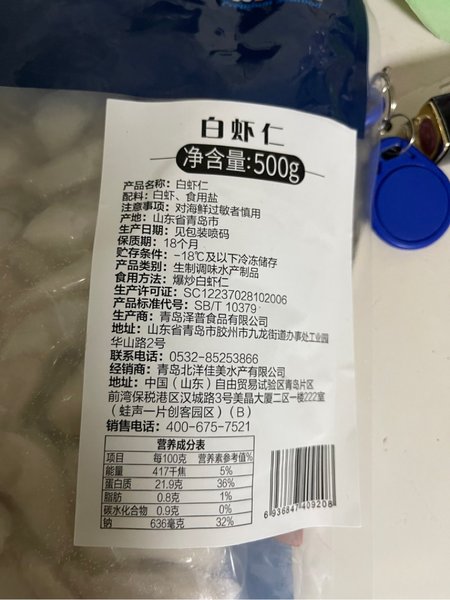 白虾仁
净含量:500g
产品名称: 白虾仁
配料: 白虾、食用盐
注意事项: 对海鲜过敏者慎用
产地: 山东省青岛市
生产日期: 见包装喷码
保质期: 18个月
贮存条件: -18℃及以下冷冻储存
产品类别: 生制调味水产制品
食用方法: 爆炒白虾仁
生产许可证: SC12237028102006
产品标准代号: SB/T 10379
生产商: 青岛泽普食品有限公司
地址: 山东省青岛市胶州市九龙街道办事处工业园
华山路2号
联系电话: 0532-85253866
经销商: 青岛北洋佳美水产有限公司
地址: 中国(山东)自由贸易试验区青岛片区
前湾保税港区汉城路3号美晶大厦二区一楼222室
(蛙声一片创客园区)(B)
销售电话: 400-675-7521
营养成分表
项目 每100克 营养素参考值%
能量 417千焦 5%
蛋白质 21.9克 36%
脂肪 0.8克 1%
碳水化合物 0.9克 0%
钠 636毫克 32%
6 936847 409208